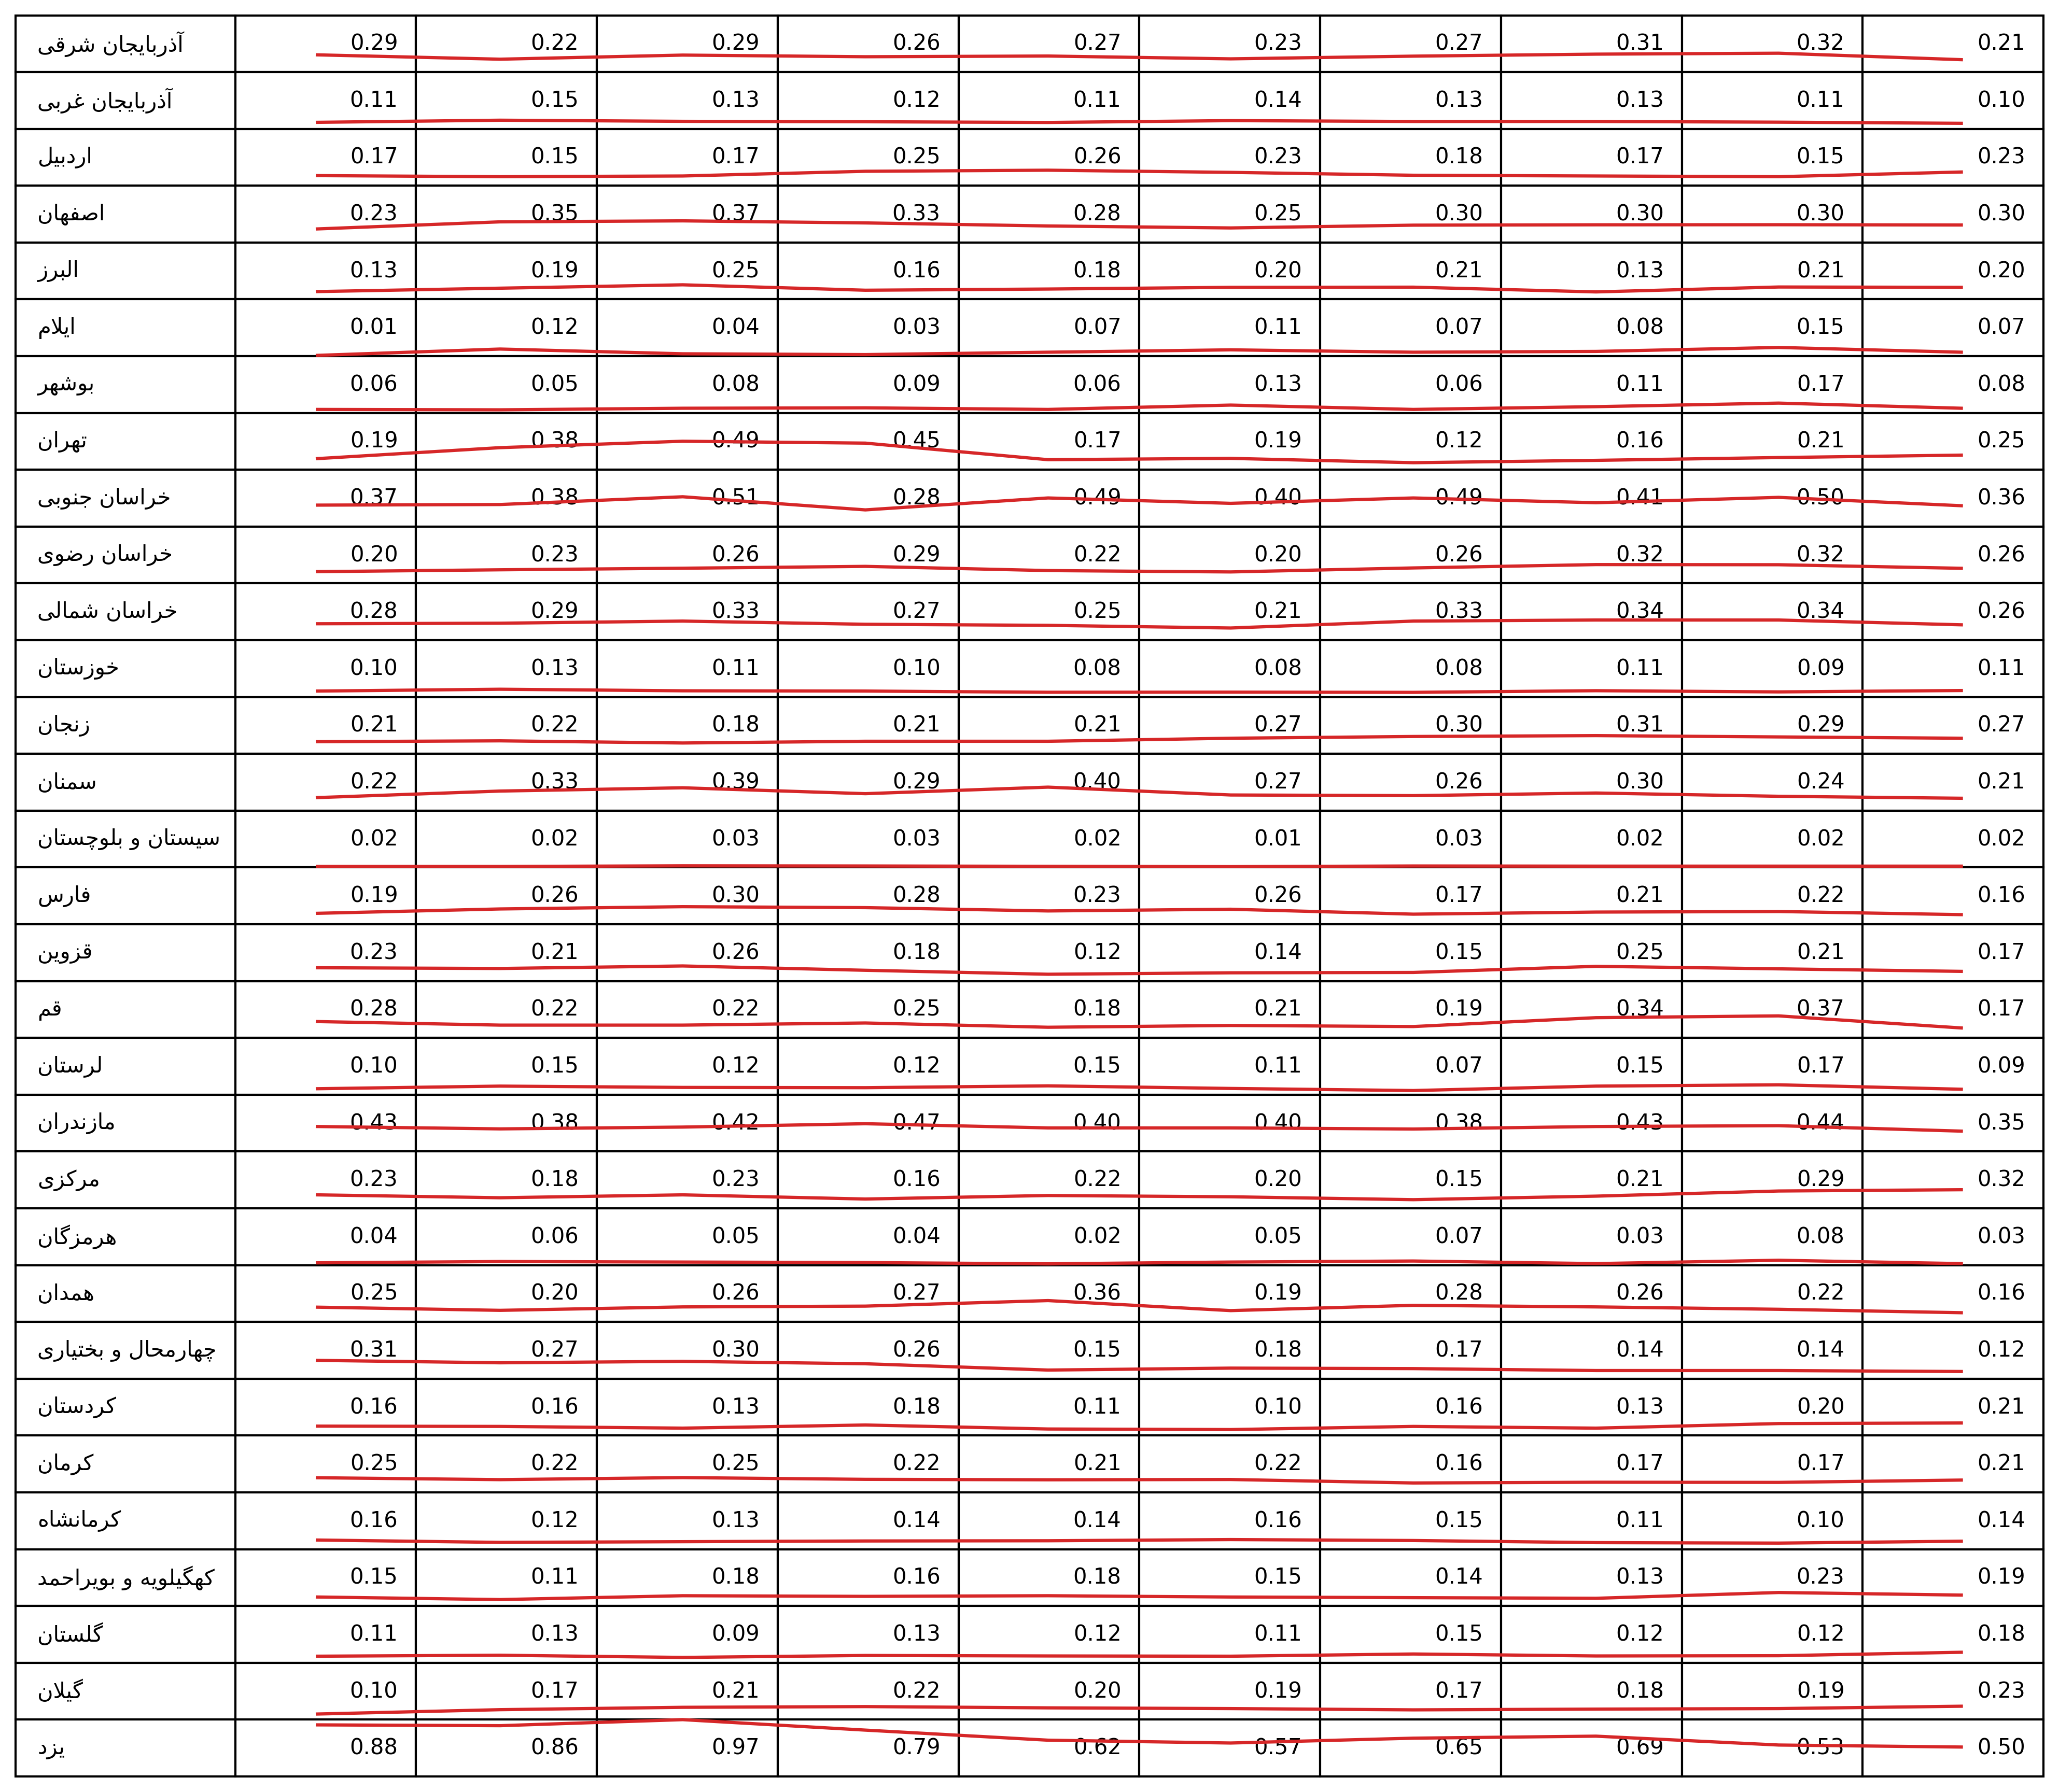 آذربایجان شرقی 0.29 0.22 0.29 0.26 0.27 0.23 0.27 0.31 0.32 0.21
آذربایجان غربی 0.11 0.15 0.13 0.12 0.11 0.14 0.13 0.13 0.11 0.10
اردبیل 0.17 0.15 0.17 0.25 0.26 0.23 0.18 0.17 0.15 0.23
اصفهان 0.23 0.35 0.37 0.33 0.28 0.25 0.30 0.30 0.30 0.30
البرز 0.13 0.19 0.25 0.16 0.18 0.20 0.21 0.13 0.21 0.20
ایلام 0.01 0.12 0.04 0.03 0.07 0.11 0.07 0.08 0.15 0.07
بوشهر 0.06 0.05 0.08 0.09 0.06 0.13 0.06 0.11 0.17 0.08
تهران 0.19 0.38 0.49 0.45 0.17 0.19 0.12 0.16 0.21 0.25
خراسان جنوبی 0.37 0.38 0.51 0.28 0.49 0.40 0.49 0.41 0.50 0.36
خراسان رضوی 0.20 0.23 0.26 0.29 0.22 0.20 0.26 0.32 0.32 0.26
خراسان شمالی 0.28 0.29 0.33 0.27 0.25 0.21 0.33 0.34 0.34 0.26
خوزستان 0.10 0.13 0.11 0.10 0.08 0.08 0.08 0.11 0.09 0.11
زنجان 0.21 0.22 0.18 0.21 0.21 0.27 0.30 0.31 0.29 0.27
سمنان 0.22 0.33 0.39 0.29 0.40 0.27 0.26 0.30 0.24 0.21
سیستان و بلوچستان 0.02 0.02 0.03 0.03 0.02 0.01 0.03 0.02 0.02 0.02
فارس 0.19 0.26 0.30 0.28 0.23 0.26 0.17 0.21 0.22 0.16
قزوین 0.23 0.21 0.26 0.18 0.12 0.14 0.15 0.25 0.21 0.17
قم 0.28 0.22 0.22 0.25 0.18 0.21 0.19 0.34 0.37 0.17
لرستان 0.10 0.15 0.12 0.12 0.15 0.11 0.07 0.15 0.17 0.09
مازندران 0.43 0.38 0.42 0.47 0.40 0.40 0.38 0.43 0.44 0.35
مرکزی 0.23 0.18 0.23 0.16 0.22 0.20 0.15 0.21 0.29 0.32
هرمزگان 0.04 0.06 0.05 0.04 0.02 0.05 0.07 0.03 0.08 0.03
همدان 0.25 0.20 0.26 0.27 0.36 0.19 0.28 0.26 0.22 0.16
چهارمحال و بختیاری 0.31 0.27 0.30 0.26 0.15 0.18 0.17 0.14 0.14 0.12
کردستان 0.16 0.16 0.13 0.18 0.11 0.10 0.16 0.13 0.20 0.21
کرمان 0.25 0.22 0.25 0.22 0.21 0.22 0.16 0.17 0.17 0.21
کرمانشاه 0.16 0.12 0.13 0.14 0.14 0.16 0.15 0.11 0.10 0.14
کهگیلویه و بویراحمد 0.15 0.11 0.18 0.16 0.18 0.15 0.14 0.13 0.23 0.19
گلستان 0.11 0.13 0.09 0.13 0.12 0.11 0.15 0.12 0.12 0.18
گیلان 0.10 0.17 0.21 0.22 0.20 0.19 0.17 0.18 0.19 0.23
یزد 0.88 0.86 0.97 0.79 0.62 0.57 0.65 0.69 0.53 0.50